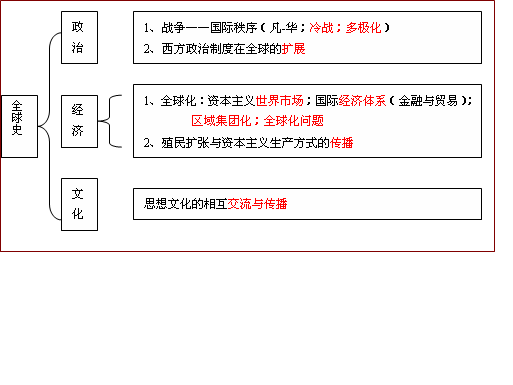 全球史
政治
1、战争——国际秩序（凡-华；冷战；多极化）
2、西方政治制度在全球的扩展
经济
1、全球化：资本主义世界市场；国际经济体系（金融与贸易）；
区域集团化；全球化问题
2、殖民扩张与资本主义生产方式的传播
文化
思想文化的相互交流与传播